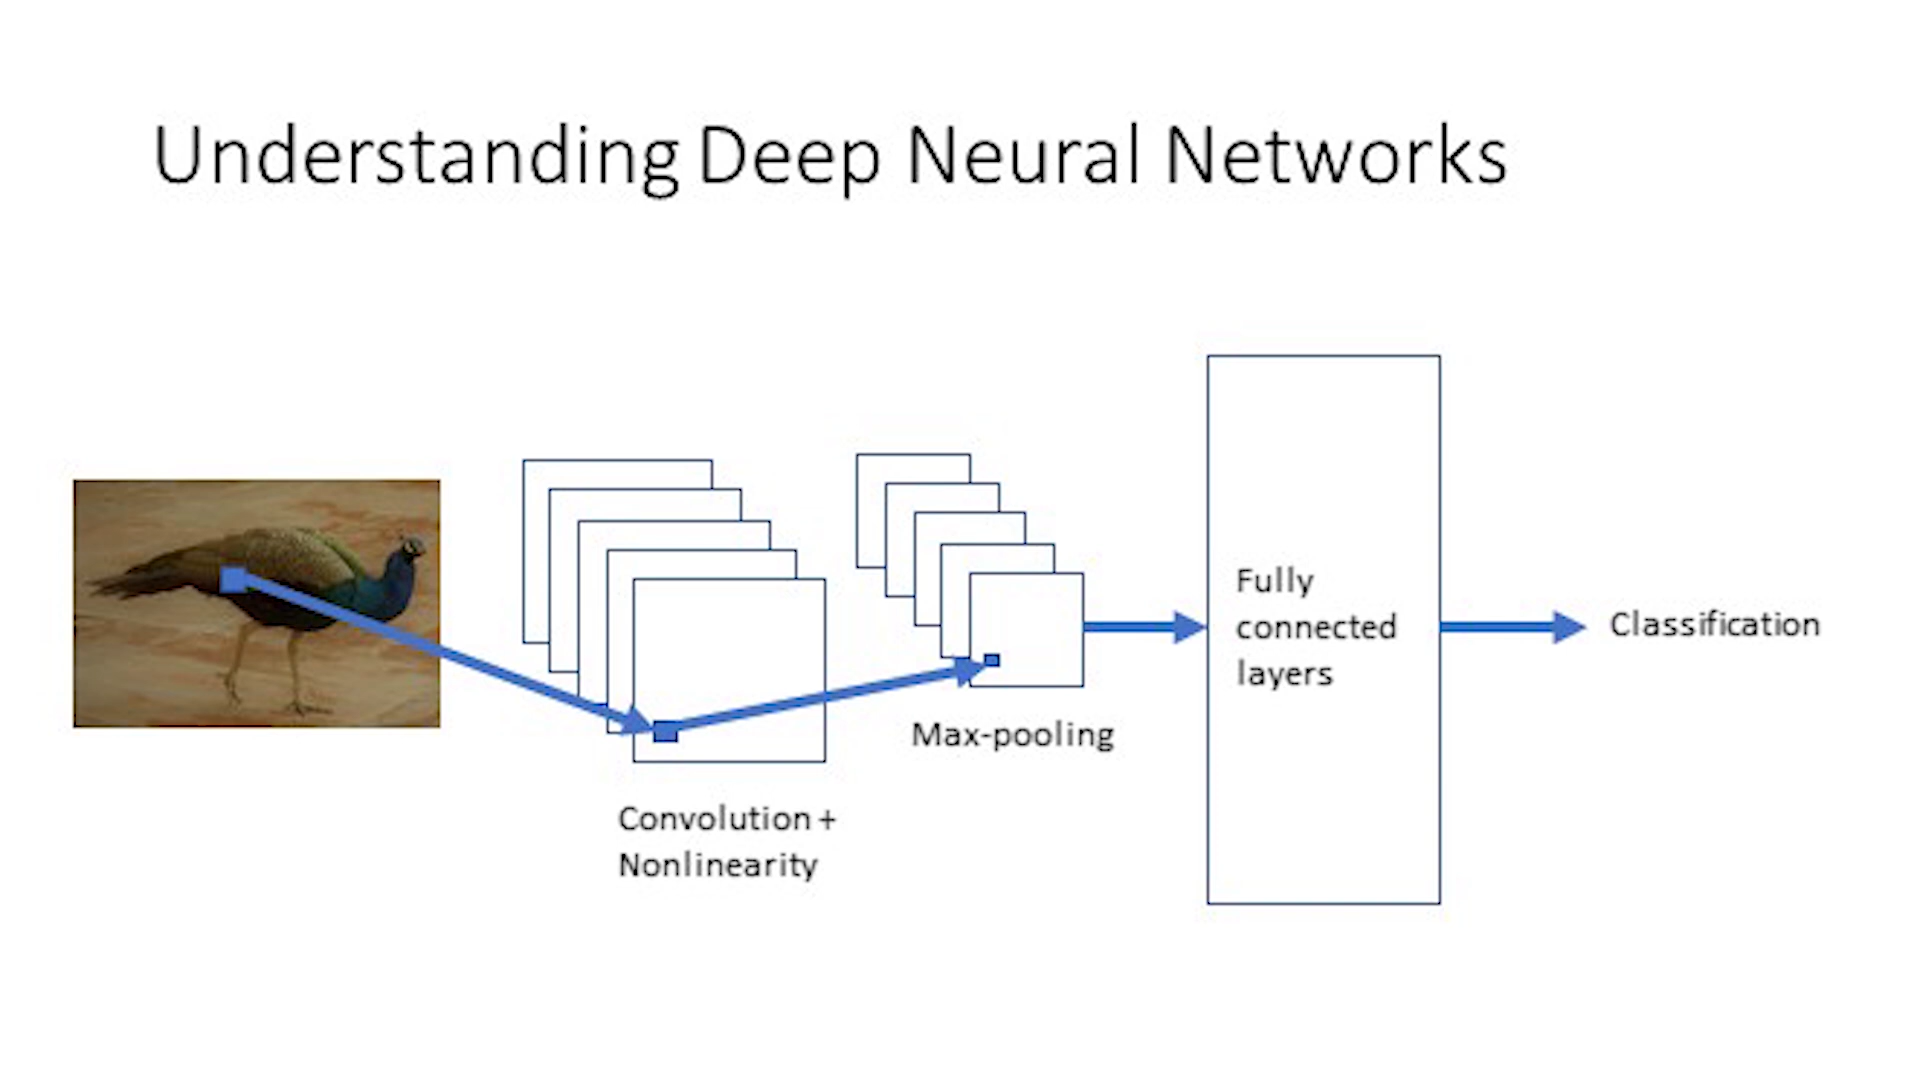 Understanding Deep Neural Networks
Convolution +
Nonlinearity
Max-pooling
Fully
connected
layers
Classification